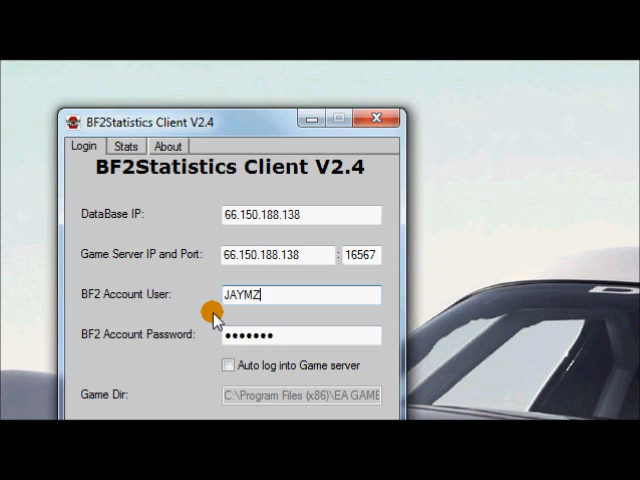 BF2Statistics Client V2.4
Login Stats About
BF2Statistics Client V2.4
DataBase IP: 66.150.188.138
Game Server IP and Port: 66.150.188.138 : 16567
BF2 Account User: JAYMZ
BF2 Account Password: •••••••
Auto log into Game server
Game Dir: C:\Program Files (x86)\EA GAME